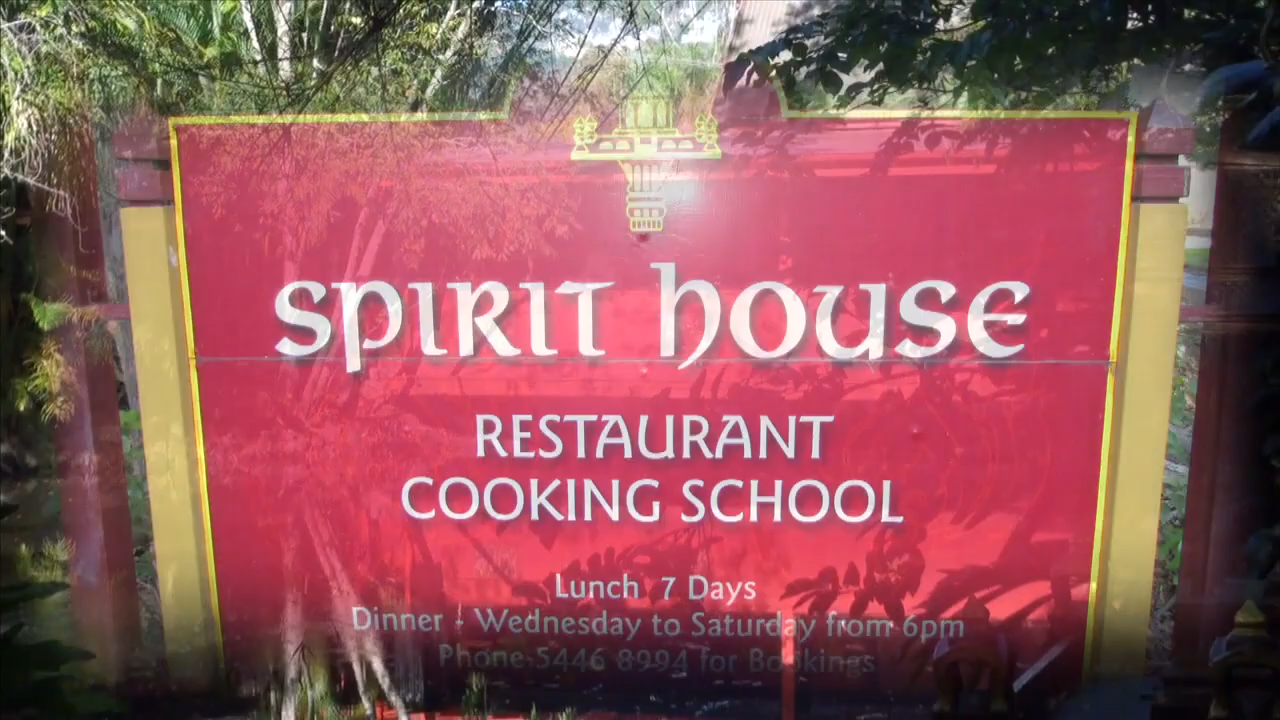 SPIRIT HOUSE
RESTAURANT
COOKING SCHOOL
Lunch 7 Days
Dinner - Wednesday to Saturday from 6pm
Phone 5446 8994 for Bookings